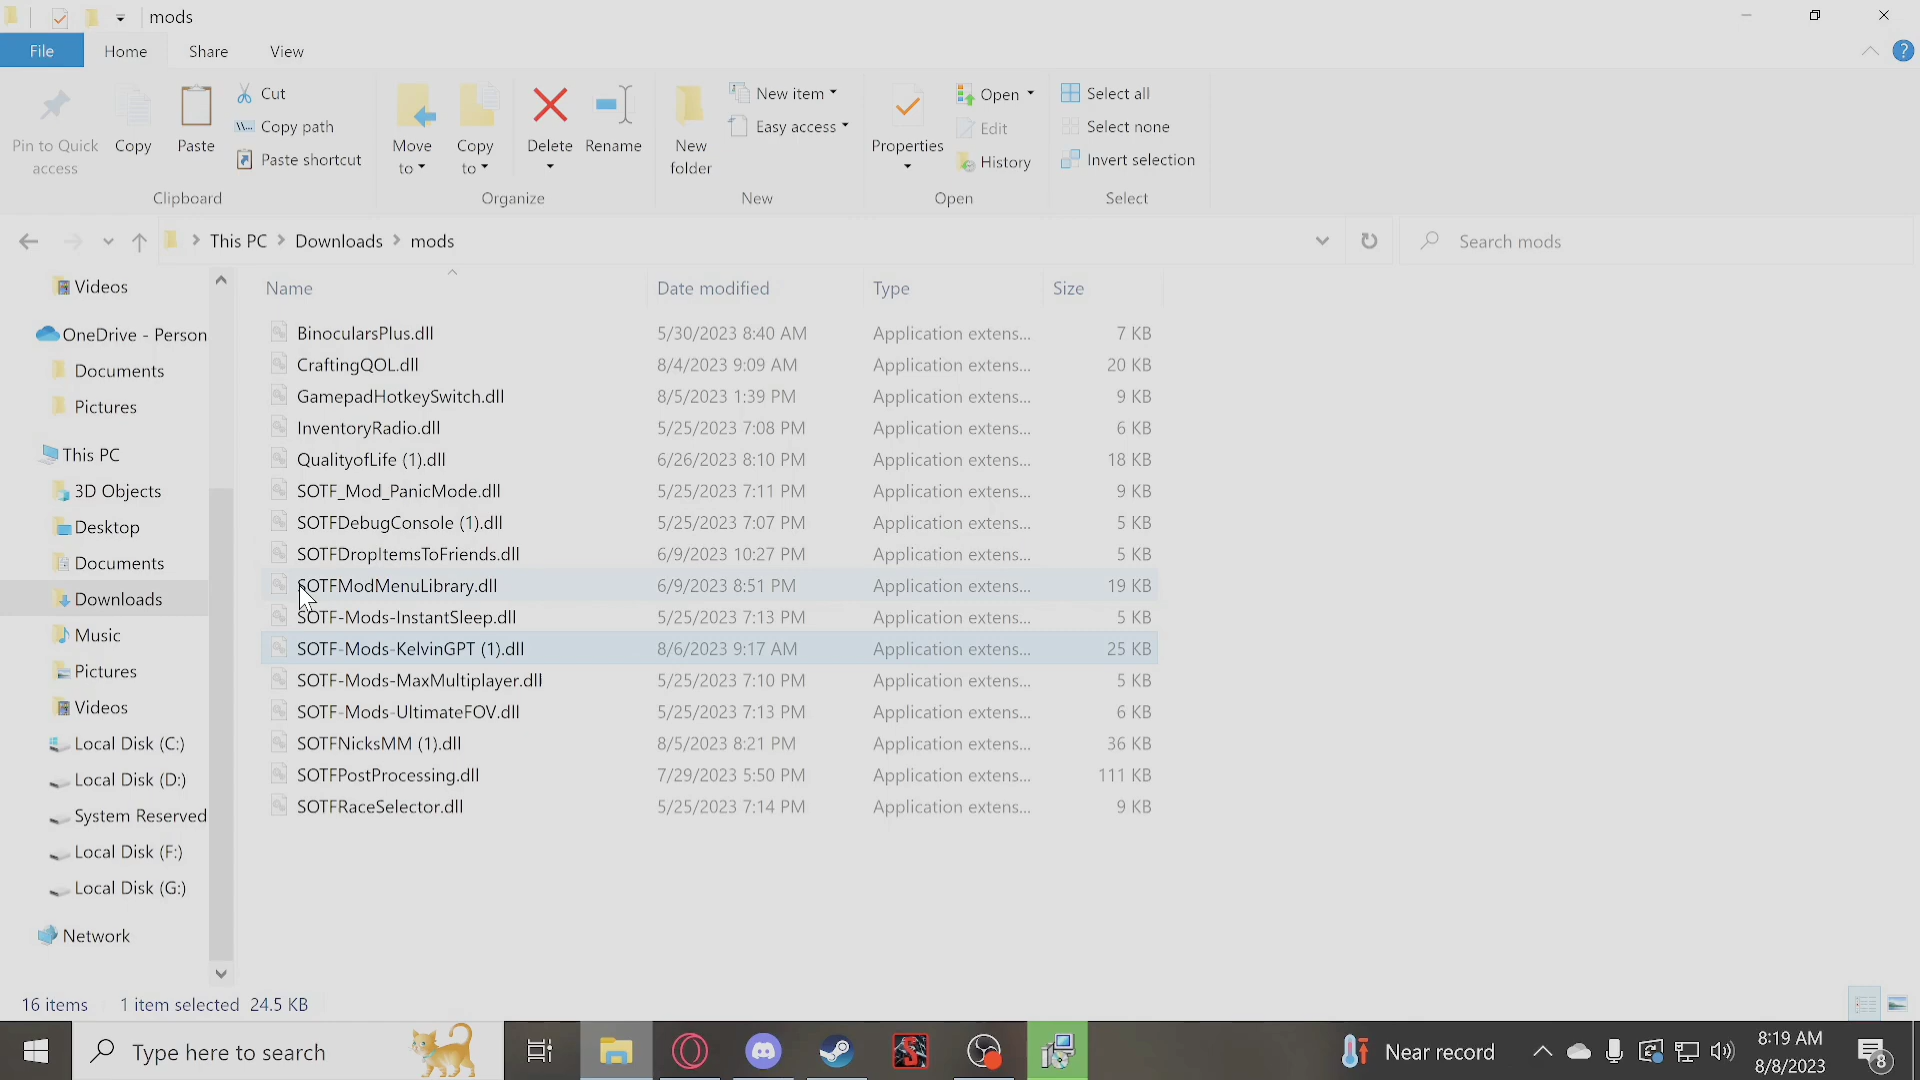 mods
File Home Share View
Pin to Quick access
Copy
Paste
Cut
Copy path
Paste shortcut
Clipboard
Move to
Copy to
Delete
Rename
Organize
New folder
New item
Easy access
New
Properties
Open
Edit
History
Open
Select all
Select none
Invert selection
Select
This PC > Downloads > mods
Search mods
Videos
OneDrive - Person
Documents
Pictures
This PC
3D Objects
Desktop
Documents
Downloads
Music
Pictures
Videos
Local Disk (C:)
Local Disk (D:)
System Reserved
Local Disk (F:)
Local Disk (G:)
Network
Name Date modified Type Size
BinocularsPlus.dll 5/30/2023 8:40 AM Application extens... 7 KB
CraftingQOL.dll 8/4/2023 9:09 AM Application extens... 20 KB
GamepadHotkeySwitch.dll 8/5/2023 1:39 PM Application extens... 9 KB
InventoryRadio.dll 5/25/2023 7:08 PM Application extens... 6 KB
QualityofLife (1).dll 6/26/2023 8:10 PM Application extens... 18 KB
SOTF_Mod_PanicMode.dll 5/25/2023 7:11 PM Application extens... 9 KB
SOTFDebugConsole (1).dll 5/25/2023 7:07 PM Application extens... 5 KB
SOTFDropItemsToFriends.dll 6/9/2023 10:27 PM Application extens... 5 KB
SOTFModMenuLibrary.dll 6/9/2023 8:51 PM Application extens... 19 KB
SOTF-Mods-InstantSleep.dll 5/25/2023 7:13 PM Application extens... 5 KB
SOTF-Mods-KelvinGPT (1).dll 8/6/2023 9:17 AM Application extens... 25 KB
SOTF-Mods-MaxMultiplayer.dll 5/25/2023 7:10 PM Application extens... 5 KB
SOTF-Mods-UltimateFOV.dll 5/25/2023 7:13 PM Application extens... 6 KB
SOTFNicksMM (1).dll 8/5/2023 8:21 PM Application extens... 36 KB
SOTFPostProcessing.dll 7/29/2023 5:50 PM Application extens... 111 KB
SOTFRaceSelector.dll 5/25/2023 7:14 PM Application extens... 9 KB
16 items 1 item selected 24.5 KB
Type here to search
Near record
8:19 AM
8/8/2023
8